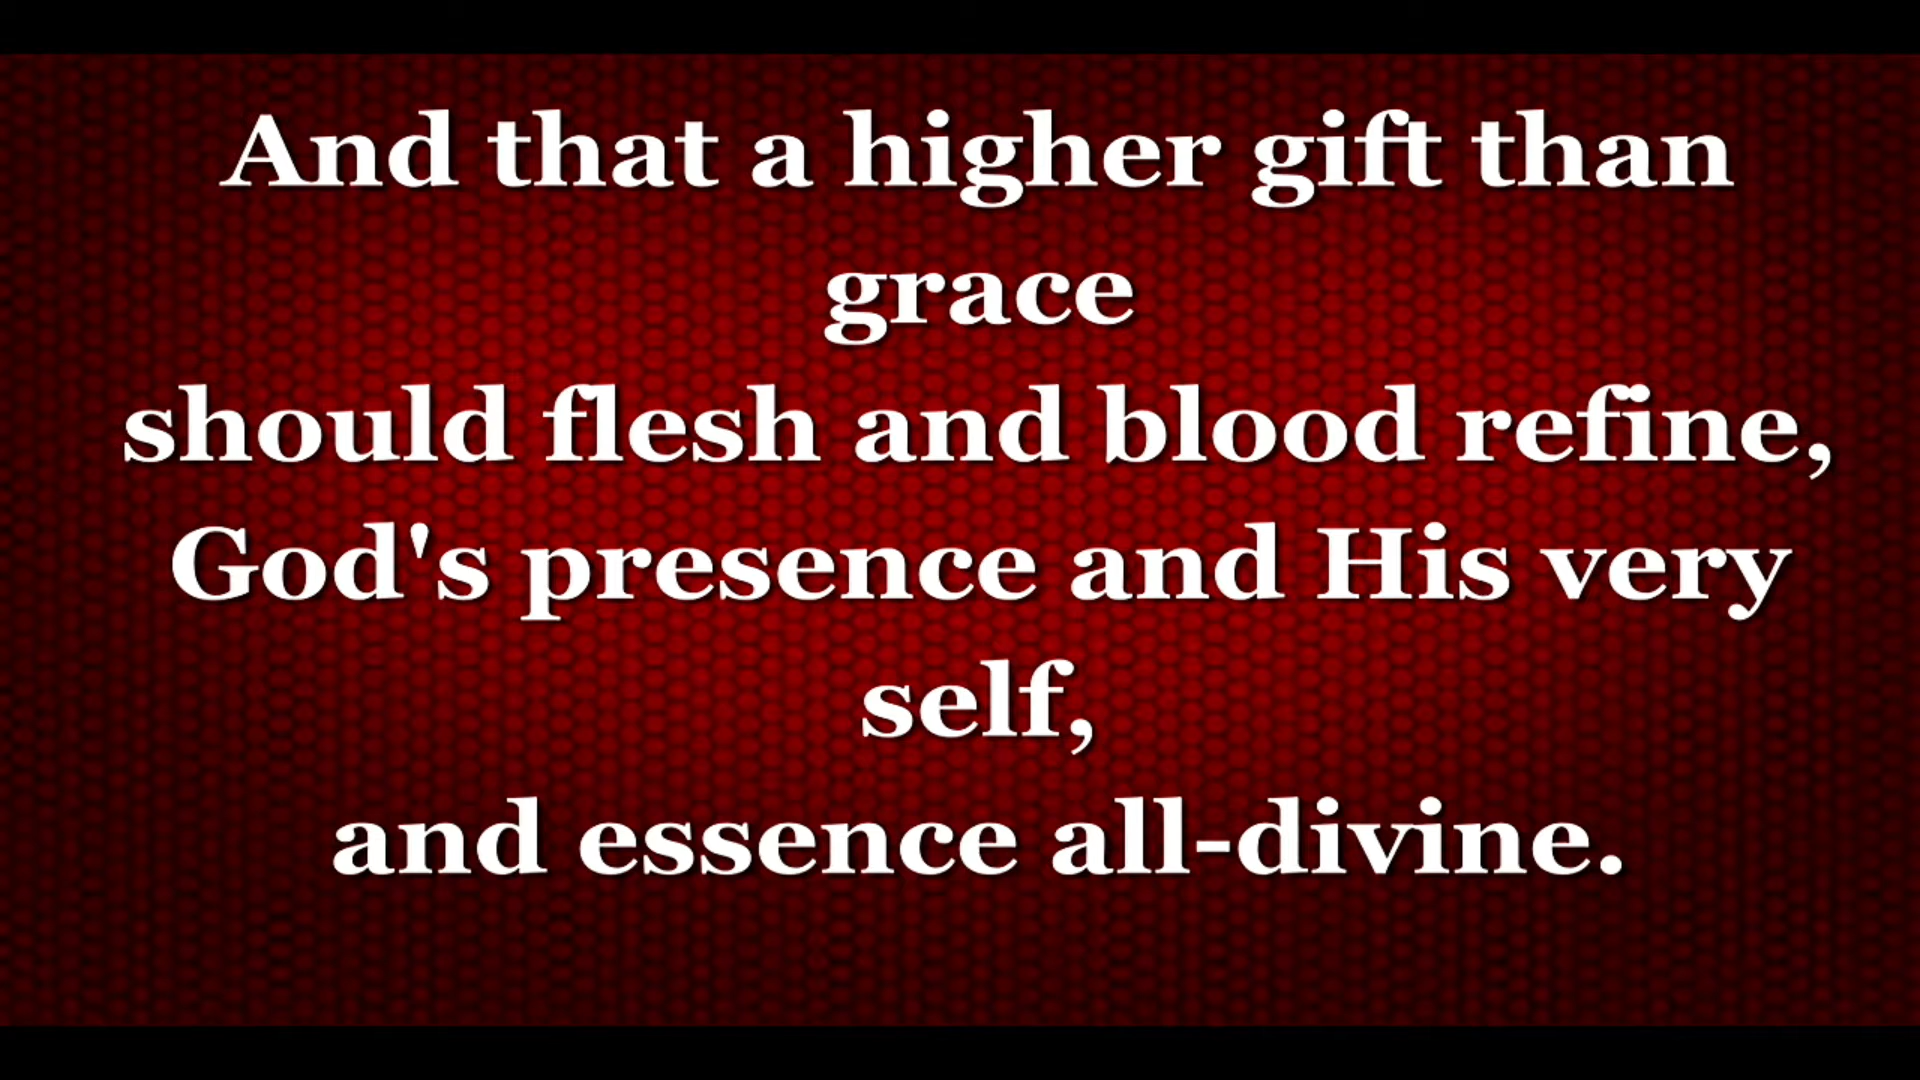 And that a higher gift than
grace
should flesh and blood refine,
God's presence and His very
self,
and essence all-divine.